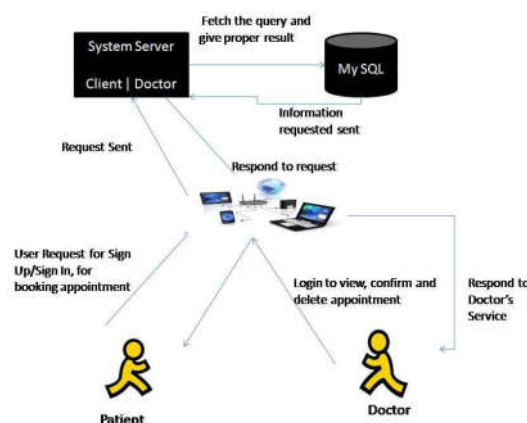 Fetch the query and
give proper result
System Server
Client | Doctor
My SQL
Information
requested sent
Request Sent
Respond to request
User Request for Sign
Up/Sign In, for
booking appointment
Login to view, confirm and
delete appointment
Respond to
Doctor's
Service
Patient
Doctor